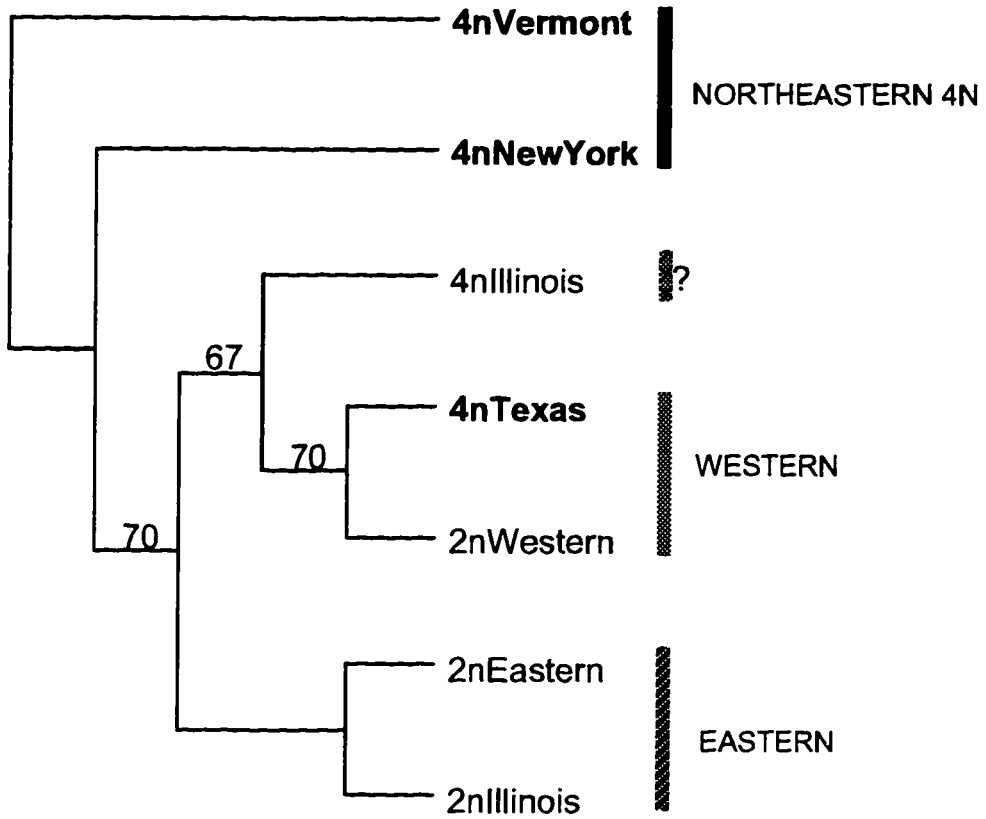 4nVermont
NORTHEASTERN 4N
4nNewYork
4nIllinois
?
67
4nTexas
70
WESTERN
70
2nWestern
2nEastern
EASTERN
2nIllinois